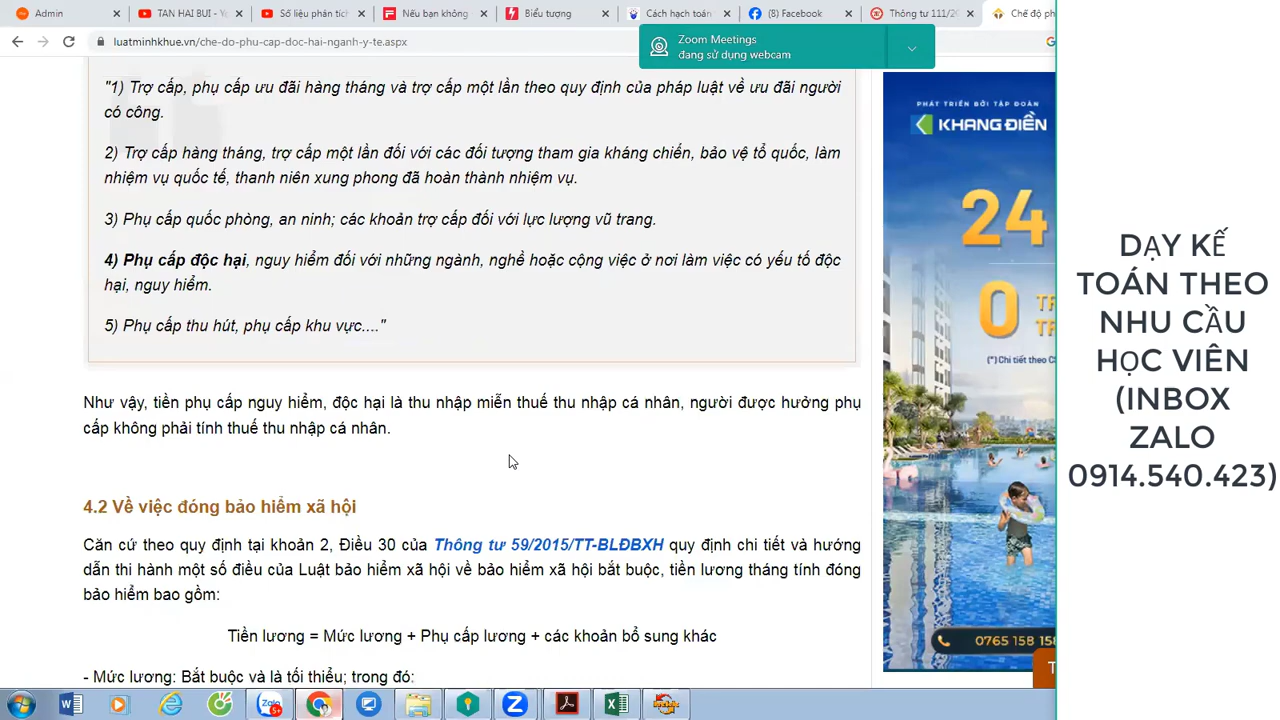 Admin
TAN HAI BUI - V
Số liệu phân tích
Nếu bạn không
Biểu tượng
Cách hạch toán
(8) Facebook
Thông tư 111/20
Chế độ ph
luatminhkhue.vn/che-do-phu-cap-doc-hai-nganh-y-te.aspx
Zoom Meetings
đang sử dụng webcam
"1) Trợ cấp, phụ cấp ưu đãi hàng tháng và trợ cấp một lần theo quy định của pháp luật về ưu đãi người
có công.
2) Trợ cấp hàng tháng, trợ cấp một lần đối với các đối tượng tham gia kháng chiến, bảo vệ tổ quốc, làm
nhiệm vụ quốc tế, thanh niên xung phong đã hoàn thành nhiệm vụ.
3) Phụ cấp quốc phòng, an ninh; các khoản trợ cấp đối với lực lượng vũ trang.
4) Phụ cấp độc hại, nguy hiểm đối với những ngành, nghề hoặc cộng việc ở nơi làm việc có yếu tố độc
hại, nguy hiểm.
5) Phụ cấp thu hút, phụ cấp khu vực...."
Như vậy, tiền phụ cấp nguy hiểm, độc hại là thu nhập miễn thuế thu nhập cá nhân, người được hưởng phụ
cấp không phải tính thuế thu nhập cá nhân.
4.2 Về việc đóng bảo hiểm xã hội
Căn cứ theo quy định tại khoản 2, Điều 30 của Thông tư 59/2015/TT-BLĐBXH quy định chi tiết và hướng
dẫn thi hành một số điều của Luật bảo hiểm xã hội về bảo hiểm xã hội bắt buộc, tiền lương tháng tính đóng
bảo hiểm bao gồm:
Tiền lương = Mức lương + Phụ cấp lương + các khoản bổ sung khác
- Mức lương: Bắt buộc và là tối thiểu; trong đó:
PHÁT TRIỂN BỞI TẬP ĐOÀN
KHANG ĐIỀN
24
0
TR
TR
(*)Chi tiết theo C
0765 158 158
T
DẠY KẾ
TOÁN THEO
NHU CẦU
HỌC VIÊN
(INBOX
ZALO
0914.540.423)